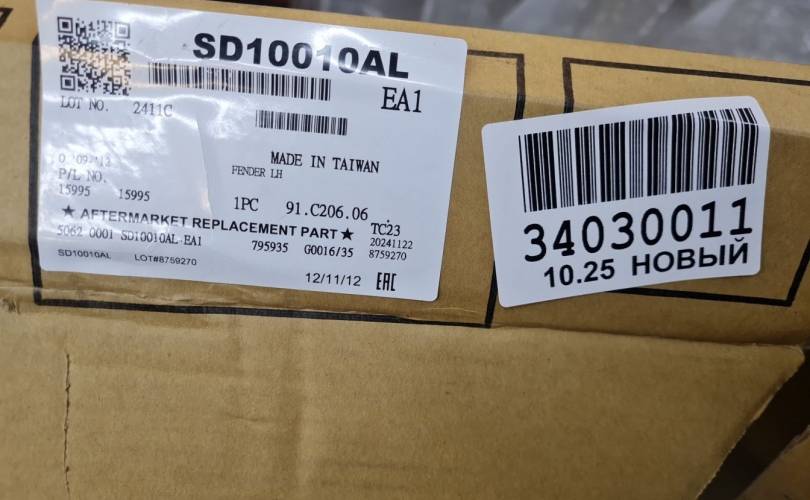 SD10010AL
EA1
LOT NO. 2411C
MADE IN TAIWAN
FENDER LH
P/L NO.
15995 15995
1PC 91.C206.06
★ AFTERMARKET REPLACEMENT PART ★ TC23
5062 0001 SD10010AL-EA1 795935 G0016/35 20241122
SD10010AL LOT#8759270 8759270
12/11/12 EAC
34030011
10.25 НОВЫЙ